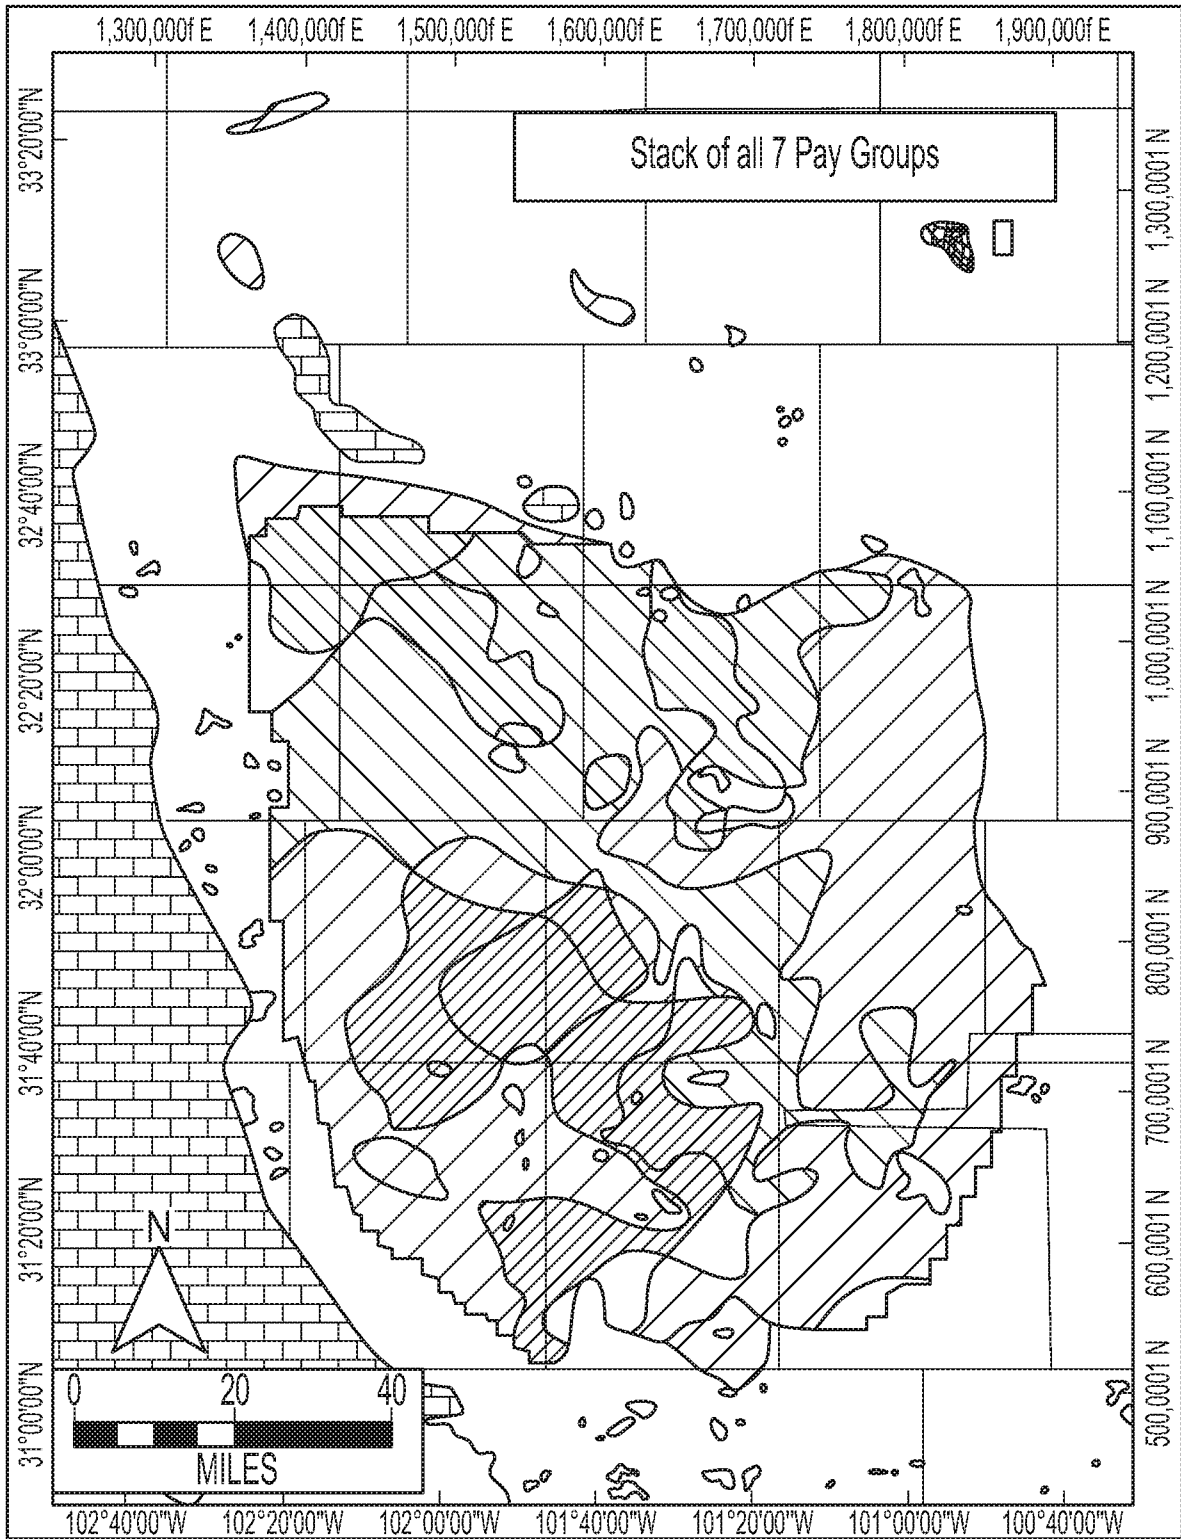 1,300,000f E 1,400,000f E 1,500,000f E 1,600,000f E 1,700,000f E 1,800,000f E 1,900,000f E
Stack of all 7 Pay Groups
33°20'00"N
33°00'00"N
32°40'00"N
32°20'00"N
32°00'00"N
31°40'00"N
31°20'00"N
31°00'00"N
1,300,0001 N
1,200,0001 N
1,100,0001 N
1,000,0001 N
900,0001 N
800,0001 N
700,0001 N
600,0001 N
500,0001 N
N
0 20 40
MILES
102°40'00"W 102°20'00"W 102°00'00"W 101°40'00"W 101°20'00"W 101°00'00"W 100°40'00"W